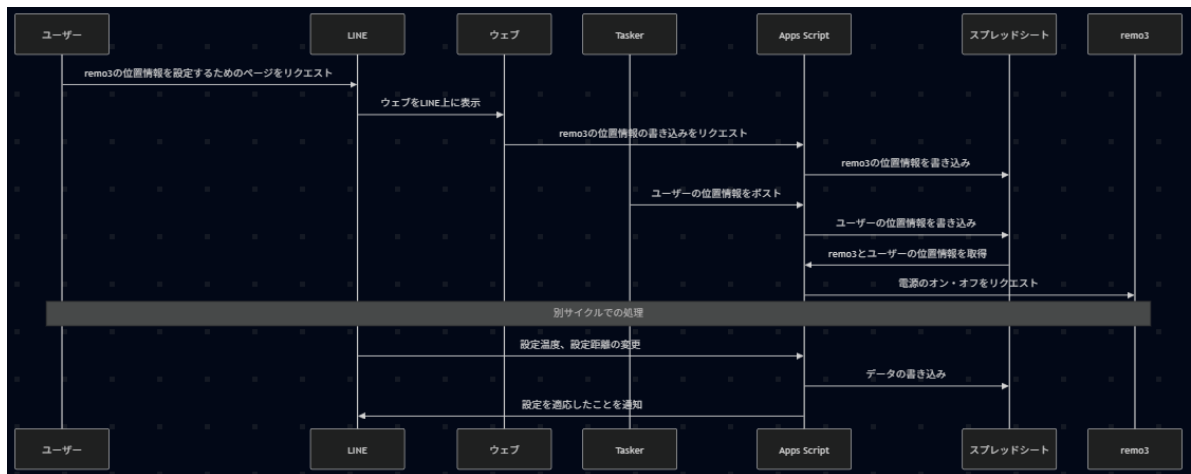 ユーザー
LINE
ウェブ
Tasker
Apps Script
スプレッドシート
remo3
remo3の位置情報を設定するためのページをリクエスト
ウェブをLINE上に表示
remo3の位置情報の書き込みをリクエスト
remo3の位置情報を書き込み
ユーザーの位置情報をポスト
ユーザーの位置情報を書き込み
remo3とユーザーの位置情報を取得
電源のオン・オフをリクエスト
別サイクルでの処理
設定温度、設定距離の変更
データの書き込み
設定を適応したことを通知
ユーザー
LINE
ウェブ
Tasker
Apps Script
スプレッドシート
remo3